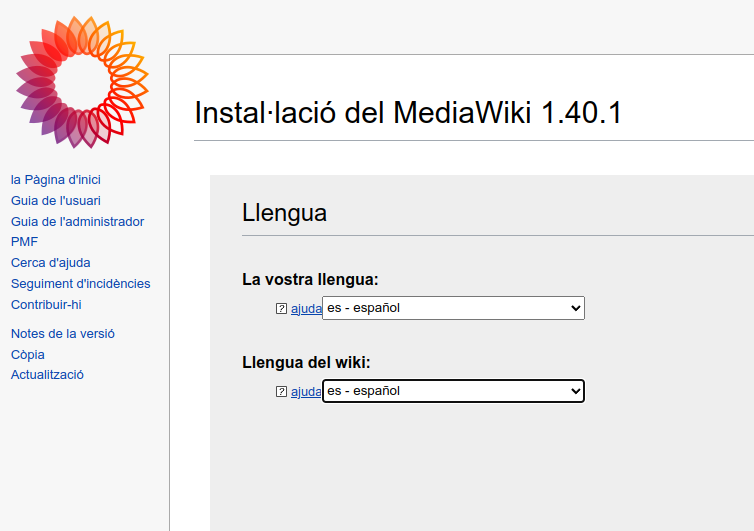 Instal·lació del MediaWiki 1.40.1
la Pàgina d'inici
Guia de l'usuari
Guia de l'administrador
PMF
Cerca d'ajuda
Seguiment d'incidències
Contribuir-hi
Notes de la versió
Còpia
Actualització
Llengua
La vostra llengua:
? ajuda es - español
Llengua del wiki:
? ajuda es - español